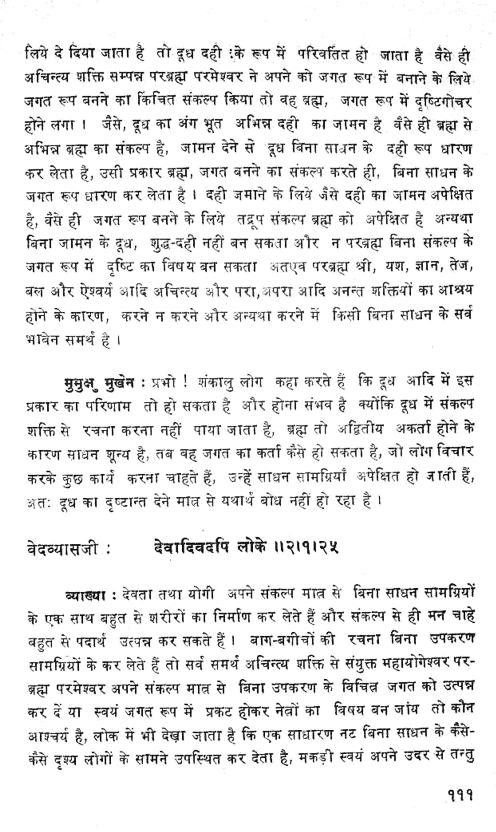 लिये दे दिया जाता है तो दूध दही :के रूप में परिवर्तित हो जाता है वैसे ही
अचिन्त्य शक्ति सम्पन्न परब्रह्म परमेश्वर ने अपने को जगत रूप में बनाने के लिये
जगत रूप बनने का किंचित संकल्प किया तो वह ब्रह्म, जगत रूप में दृष्टिगोचर
होने लगा । जैसे, दूध का अंग भूत अभिन्न दही का जामन है वैसे ही ब्रह्म से
अभिन्न ब्रह्म का संकल्प है, जामन देने से दूध बिना साधन के दही रूप धारण
कर लेता है, उसी प्रकार ब्रह्म, जगत बनने का संकल्प करते ही, बिना साधन के
जगत रूप धारण कर लेता है । दही जमाने के लिये जैसे दही का जामन अपेक्षित
है, वैसे ही जगत रूप बनने के लिये तद्रूप संकल्प ब्रह्म को अपेक्षित है अन्यथा
बिना जामन के दूध, शुद्ध-दही नहीं बन सकता और न परब्रह्म बिना संकल्प के
जगत रूप में दृष्टि का विषय बन सकता अतएव परब्रह्म श्री, यश, ज्ञान, तेज,
बल और ऐश्वर्य आदि अचिन्त्य और परा,अपरा आदि अनन्त शक्तियों का आश्रय
होने के कारण, करने न करने और अन्यथा करने में किसी बिना साधन के सर्व
भावेन समर्थ है ।
मुमुक्षु मुखेन : प्रभो ! शंकालु लोग कहा करते हैं कि दूध आदि में इस
प्रकार का परिणाम तो हो सकता है और होना संभव है क्योंकि दूध में संकल्प
शक्ति से रचना करना नहीं पाया जाता है, ब्रह्म तो अद्वितीय अकर्ता होने के
कारण साधन शून्य है, तब वह जगत का कर्ता कैसे हो सकता है, जो लोग विचार
करके कुछ कार्य करना चाहते हैं, उन्हें साधन सामग्रियाँ अपेक्षित हो जाती हैं,
अतः दूध का दृष्टान्त देने मात्र से यथार्थ बोध नहीं हो रहा है ।
वेदव्यासजी : देवादिवदपि लोके ॥२।१।२५
व्याख्या : देवता तथा योगी अपने संकल्प मात्र से बिना साधन सामग्रियों
के एक साथ बहुत से शरीरों का निर्माण कर लेते हैं और संकल्प से ही मन चाहे
बहुत से पदार्थ उत्पन्न कर सकते हैं । बाग-बगीचों की रचना बिना उपकरण
सामग्रियों के कर लेते हैं तो सर्व समर्थ अचिन्त्य शक्ति से संयुक्त महायोगेश्वर पर-
ब्रह्म परमेश्वर अपने संकल्प मात्र से बिना उपकरण के विचित्र जगत को उत्पन्न
कर दें या स्वयं जगत रूप में प्रकट होकर नेत्रों का विषय बन जांय तो कौन
आश्चर्य है, लोक में भी देखा जाता है कि एक साधारण नट बिना साधन के कैसे-
कैसे दृश्य लोगों के सामने उपस्थित कर देता है, मकड़ी स्वयं अपने उदर से तन्तु
१११